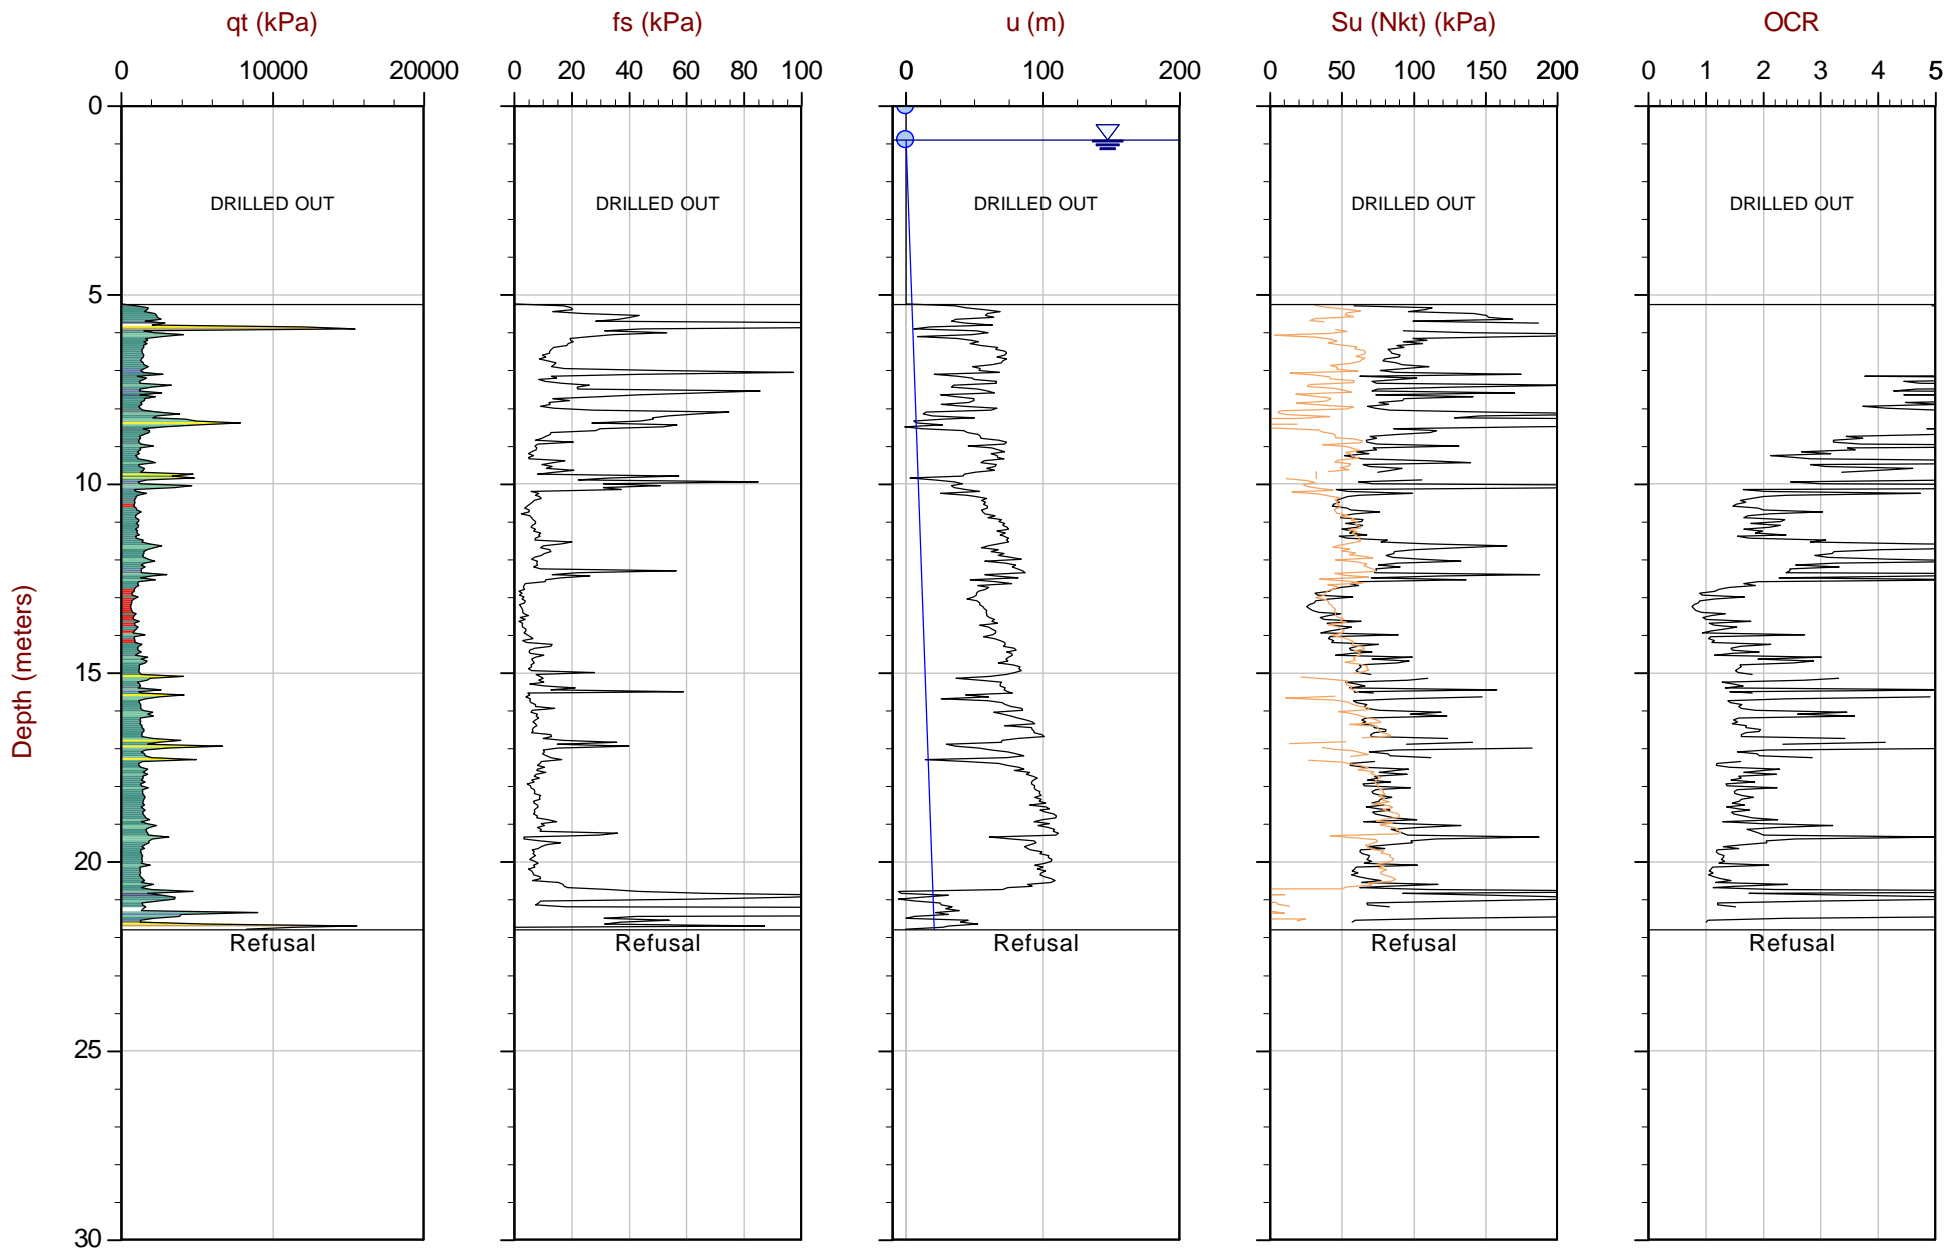 qt (kPa) fs (kPa) u (m) Su (Nkt) (kPa) OCR
0 10000 20000 0 20 40 60 80 100 0 100 200 0 50 100 150 200 0 1 2 3 4 5
0
DRILLED OUT DRILLED OUT DRILLED OUT DRILLED OUT DRILLED OUT
5
10
Depth (meters)
15
20
Refusal Refusal Refusal Refusal Refusal
25
30